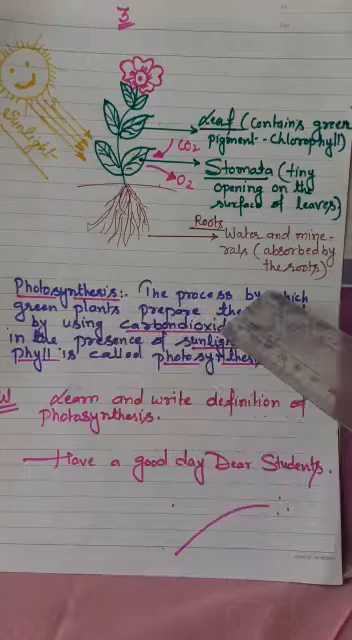 3
Sunlight
Leaf (Contains green
pigment - Chlorophyll)
CO2
Stomata (tiny
opening on the
surface of leaves)
O2
Roots
Water and mine-
rals (absorbed by
the roots)
Photosynthesis:- (The process by which
green plants prepare
by using carbondioxid
in the presence of sunligh
phyll is called photosynthesis
Learn and write definition of
Photosynthesis.
Have a good day Dear Students.